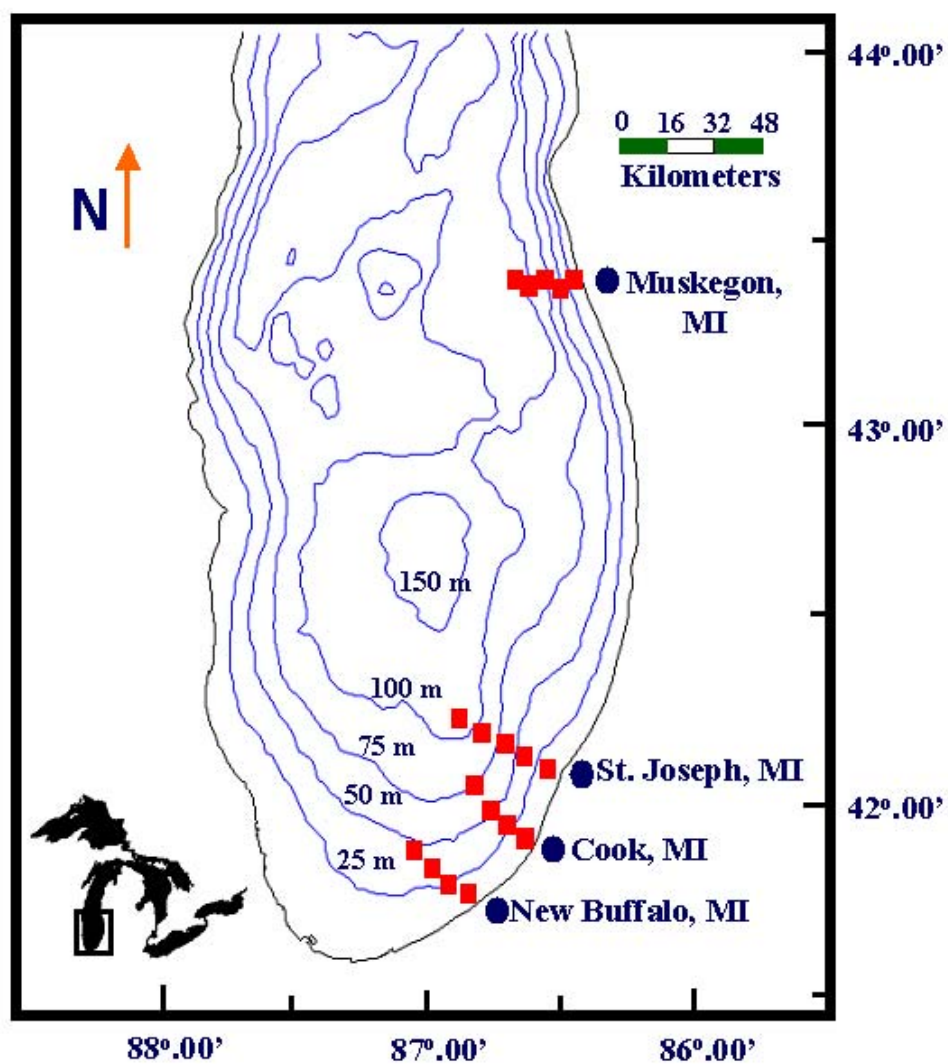 44°.00'
0 16 32 48
Kilometers
N
Muskegon,
MI
43°.00'
150 m
100 m
75 m
St. Joseph, MI
50 m
42°.00'
25 m
Cook, MI
New Buffalo, MI
88°.00'
87°.00'
86°.00'